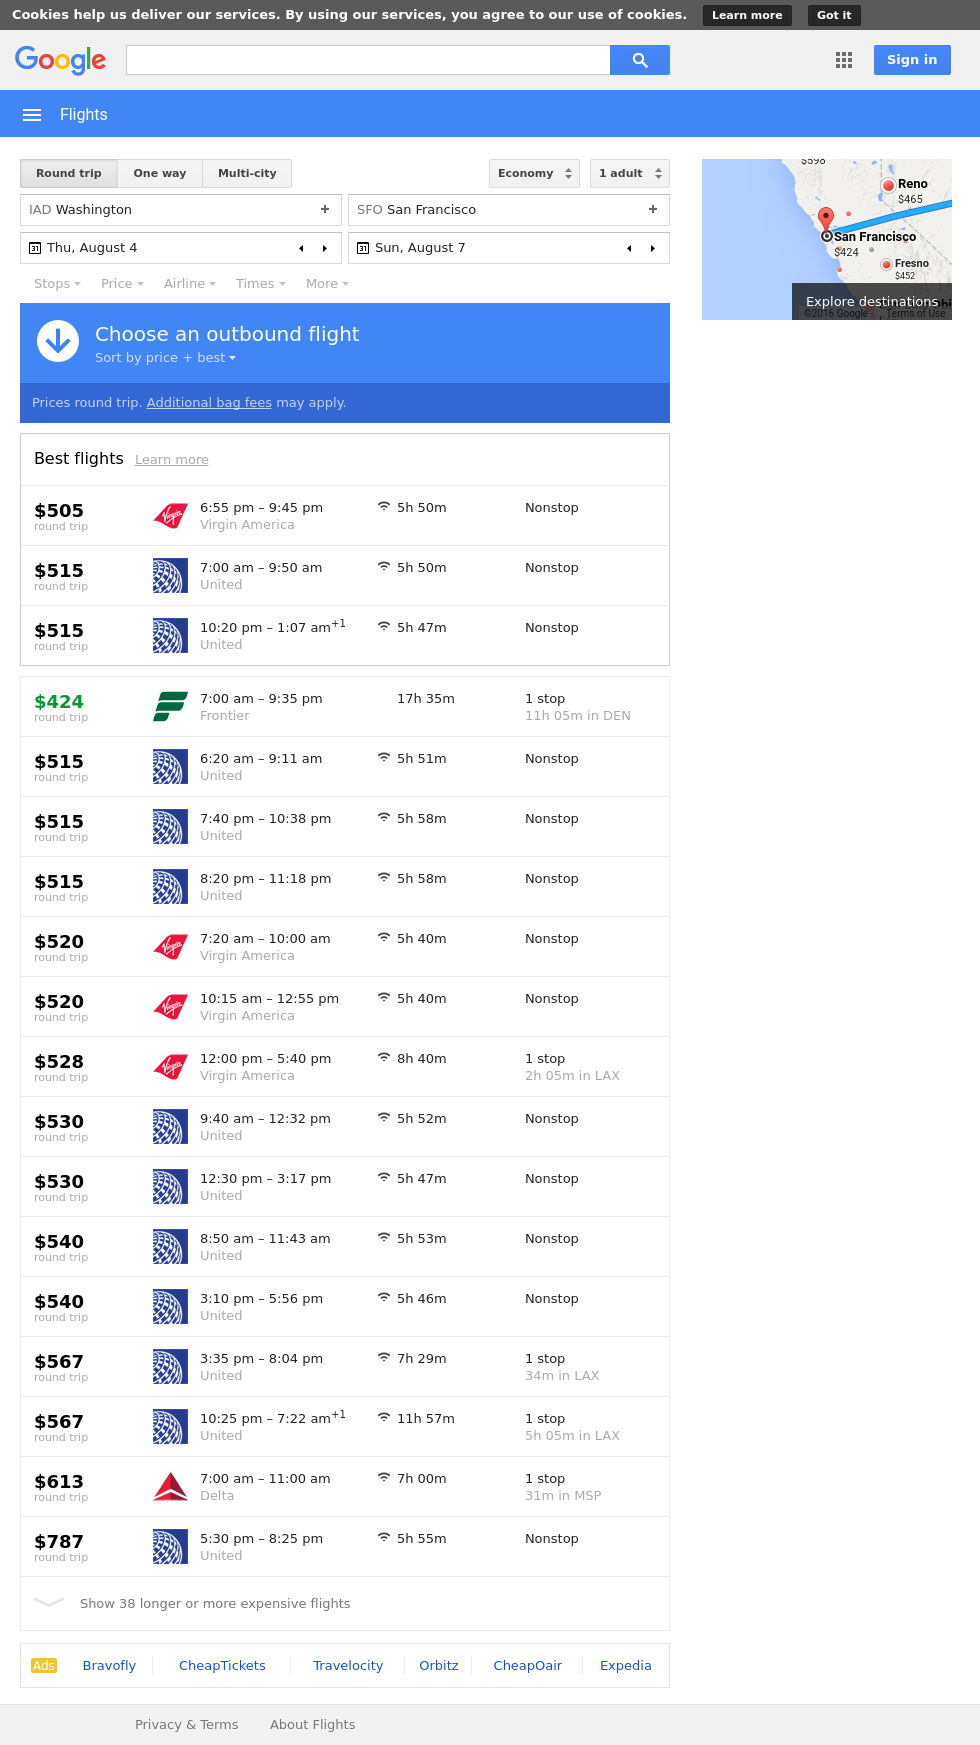 Cookies help us deliver our services. By using our services, you agree to our use of cookies. Learn more Got it
Google Sign in
Flights
Round trip One way Multi-city Economy 1 adult
IAD Washington + SFO San Francisco +
31 Thu, August 4 31 Sun, August 7
Stops Price Airline Times More
$598
Reno
$465
San Francisco
$424
Fresno
$452
Explore destinations
©2016 Google Terms of Use
Choose an outbound flight
Sort by price + best
Prices round trip. Additional bag fees may apply.
Best flights Learn more
$505 6:55 pm – 9:45 pm 5h 50m Nonstop
round trip Virgin America
$515 7:00 am – 9:50 am 5h 50m Nonstop
round trip United
$515 10:20 pm – 1:07 am+1 5h 47m Nonstop
round trip United
$424 7:00 am – 9:35 pm 17h 35m 1 stop
round trip Frontier 11h 05m in DEN
$515 6:20 am – 9:11 am 5h 51m Nonstop
round trip United
$515 7:40 pm – 10:38 pm 5h 58m Nonstop
round trip United
$515 8:20 pm – 11:18 pm 5h 58m Nonstop
round trip United
$520 7:20 am – 10:00 am 5h 40m Nonstop
round trip Virgin America
$520 10:15 am – 12:55 pm 5h 40m Nonstop
round trip Virgin America
$528 12:00 pm – 5:40 pm 8h 40m 1 stop
round trip Virgin America 2h 05m in LAX
$530 9:40 am – 12:32 pm 5h 52m Nonstop
round trip United
$530 12:30 pm – 3:17 pm 5h 47m Nonstop
round trip United
$540 8:50 am – 11:43 am 5h 53m Nonstop
round trip United
$540 3:10 pm – 5:56 pm 5h 46m Nonstop
round trip United
$567 3:35 pm – 8:04 pm 7h 29m 1 stop
round trip United 34m in LAX
$567 10:25 pm – 7:22 am+1 11h 57m 1 stop
round trip United 5h 05m in LAX
$613 7:00 am – 11:00 am 7h 00m 1 stop
round trip Delta 31m in MSP
$787 5:30 pm – 8:25 pm 5h 55m Nonstop
round trip United
Show 38 longer or more expensive flights
Ads Bravofly CheapTickets Travelocity Orbitz CheapOair Expedia
Privacy & Terms About Flights